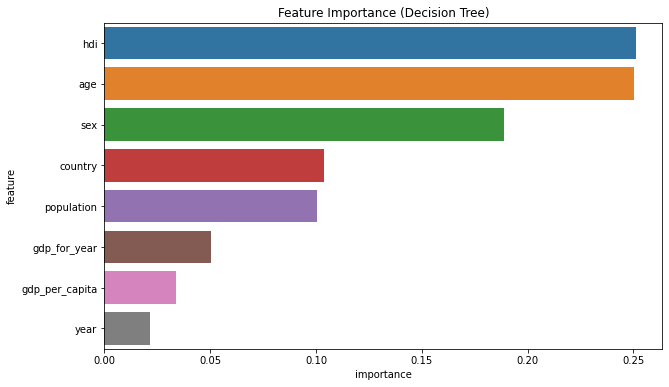 Feature Importance (Decision Tree)
feature
hdi
age
sex
country
population
gdp_for_year
gdp_per_capita
year
0.00 0.05 0.10 0.15 0.20 0.25
importance